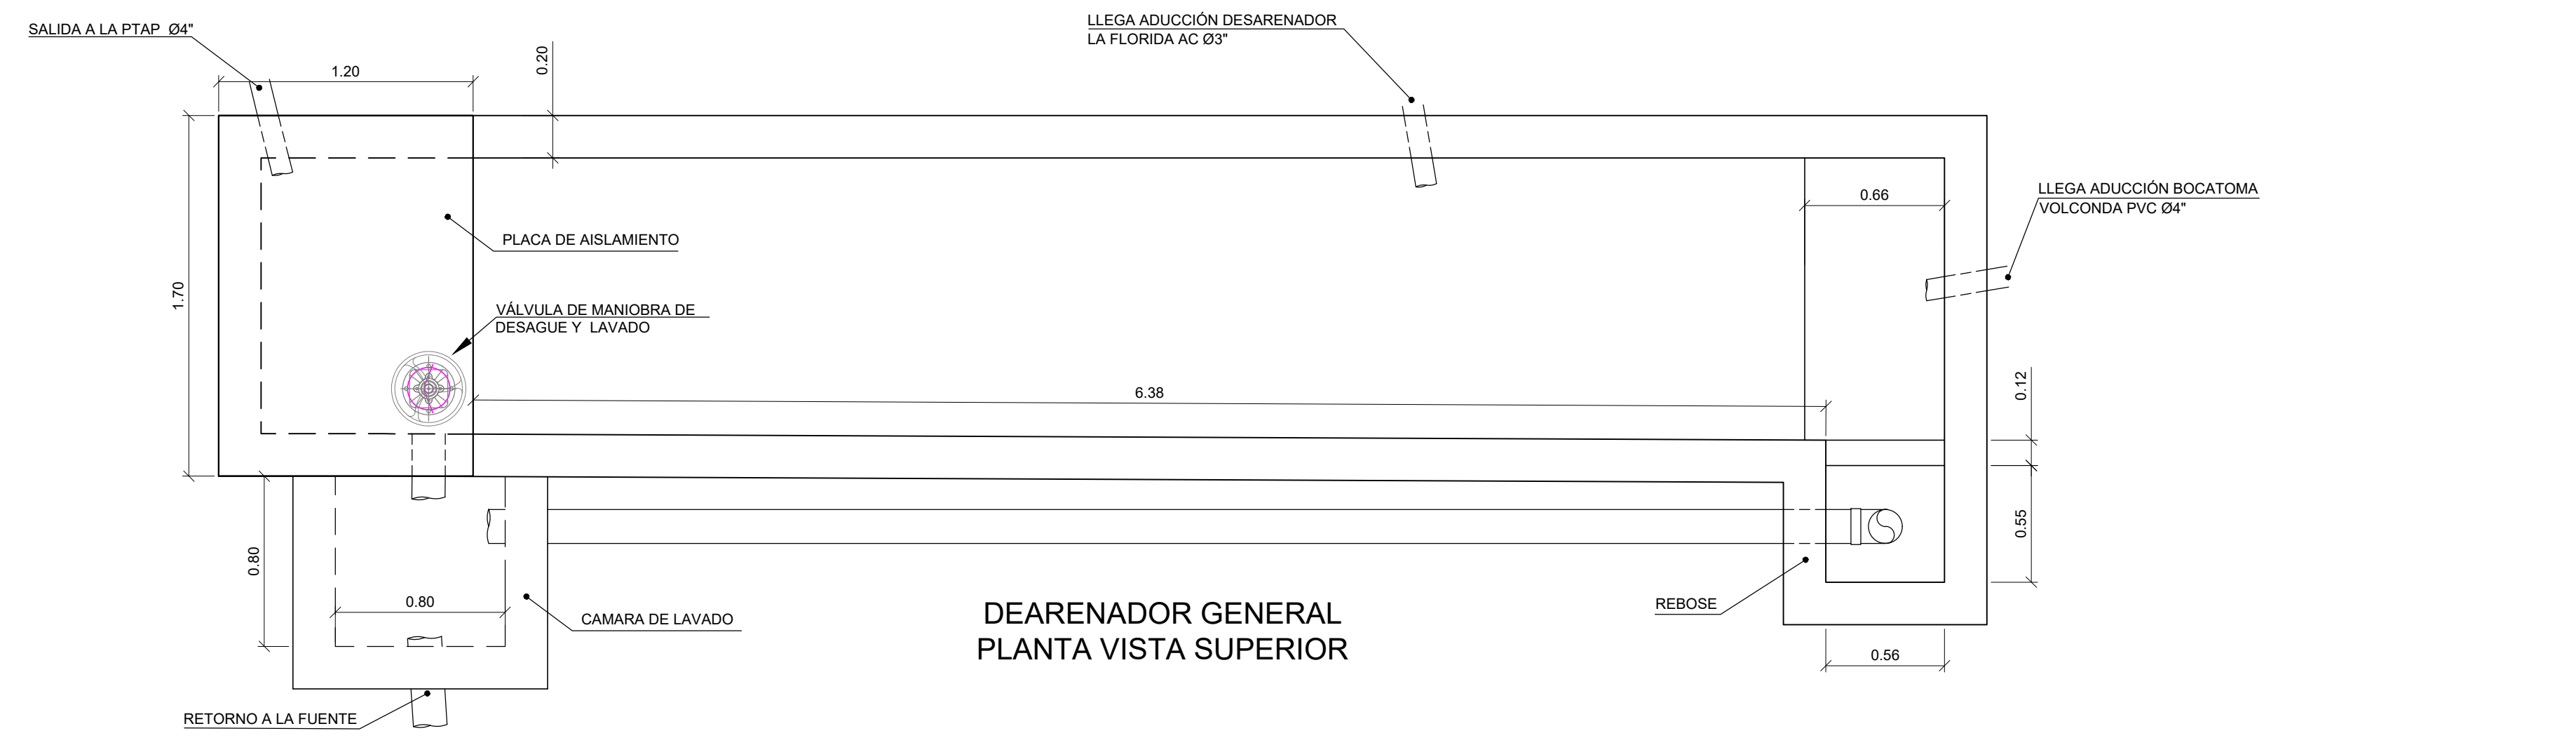 LLEGA ADUCCIÓN DESARENADOR
LA FLORIDA AC Ø3"
SALIDA A LA PTAP Ø4"
1.20
0.20
LLEGA ADUCCIÓN BOCATOMA
VOLCONDA PVC Ø4"
0.66
PLACA DE AISLAMIENTO
1.70
VÁLVULA DE MANIOBRA DE
DESAGUE Y LAVADO
6.38
0.12
0.55
0.80
0.80
CAMARA DE LAVADO
REBOSE
DEARENADOR GENERAL
PLANTA VISTA SUPERIOR
0.56
RETORNO A LA FUENTE